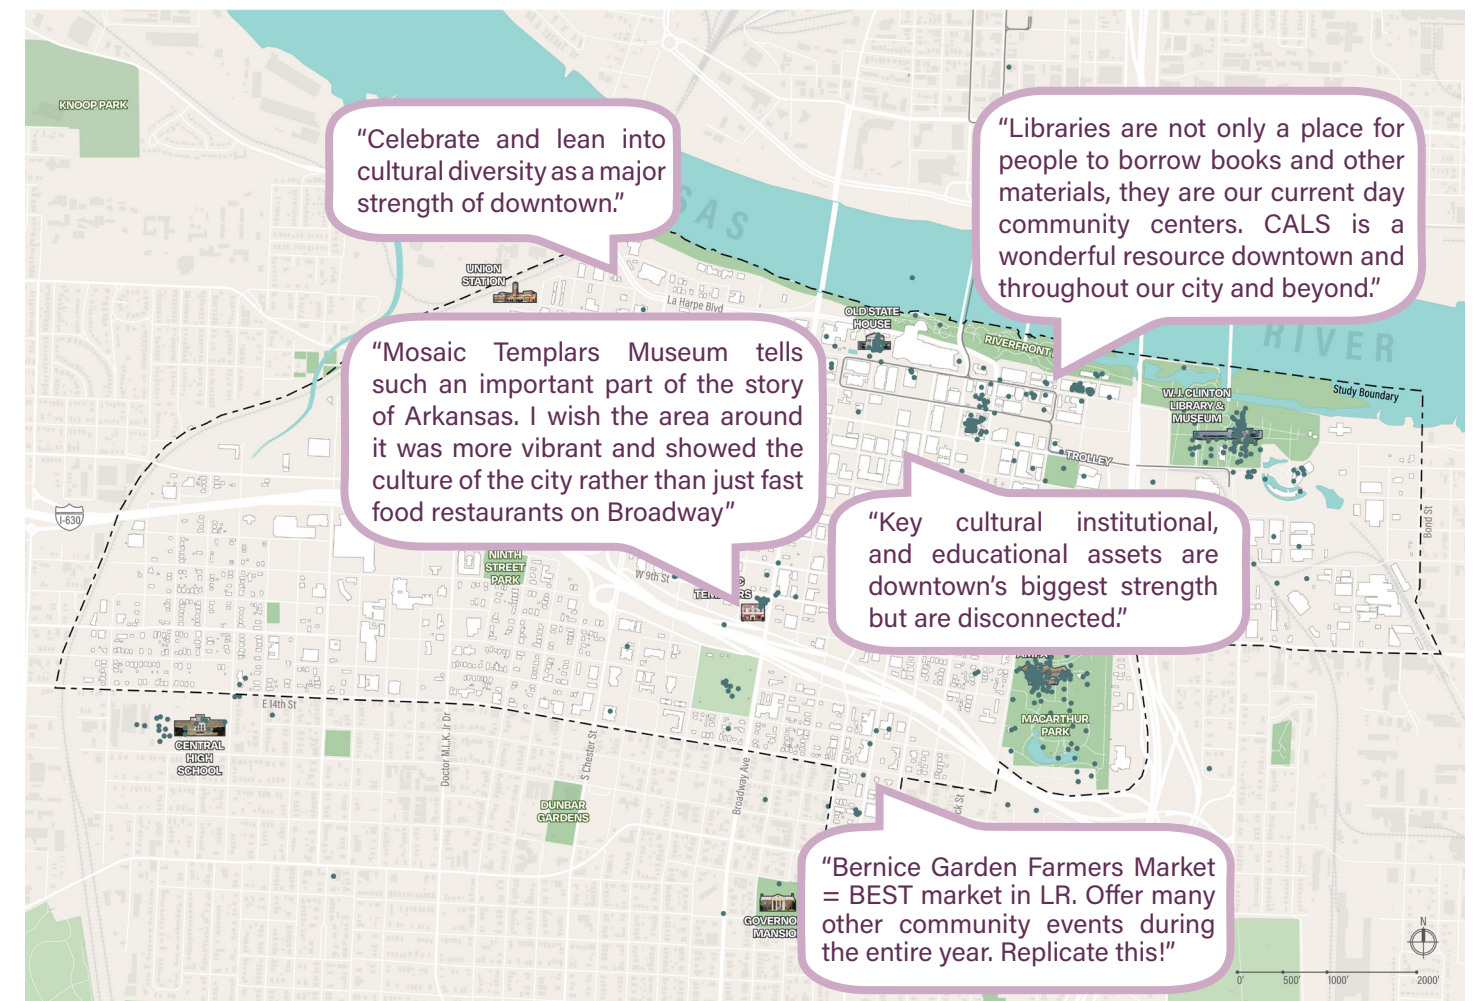 KNOOP PARK
“Celebrate and lean into
cultural diversity as a major
strength of downtown.”
“Libraries are not only a place for
people to borrow books and other
materials, they are our current day
community centers. CALS is a
wonderful resource downtown and
throughout our city and beyond.”
SAS
RIVER
UNION
STATION
La Harpe Blvd
OLD STATE
HOUSE
RIVERFRONT
“Mosaic Templars Museum tells
such an important part of the story
of Arkansas. I wish the area around
it was more vibrant and showed the
culture of the city rather than just fast
food restaurants on Broadway”
W.J. CLINTON
LIBRARY &
MUSEUM
Study Boundary
TROLLEY
I-630
Bond St
“Key cultural institutional,
and educational assets are
downtown’s biggest strength
but are disconnected.”
NINTH
STREET
PARK
W 9th St
MACARTHUR
PARK
E 14th St
CENTRAL
HIGH
SCHOOL
Doctor M.L.K. Jr Dr
S Chester St
Broadway Ave
ck St
DUNBAR
GARDENS
“Bernice Garden Farmers Market
= BEST market in LR. Offer many
other community events during
the entire year. Replicate this!”
GOVERNO
MANSIO
N
0' 500' 1000' 2000'